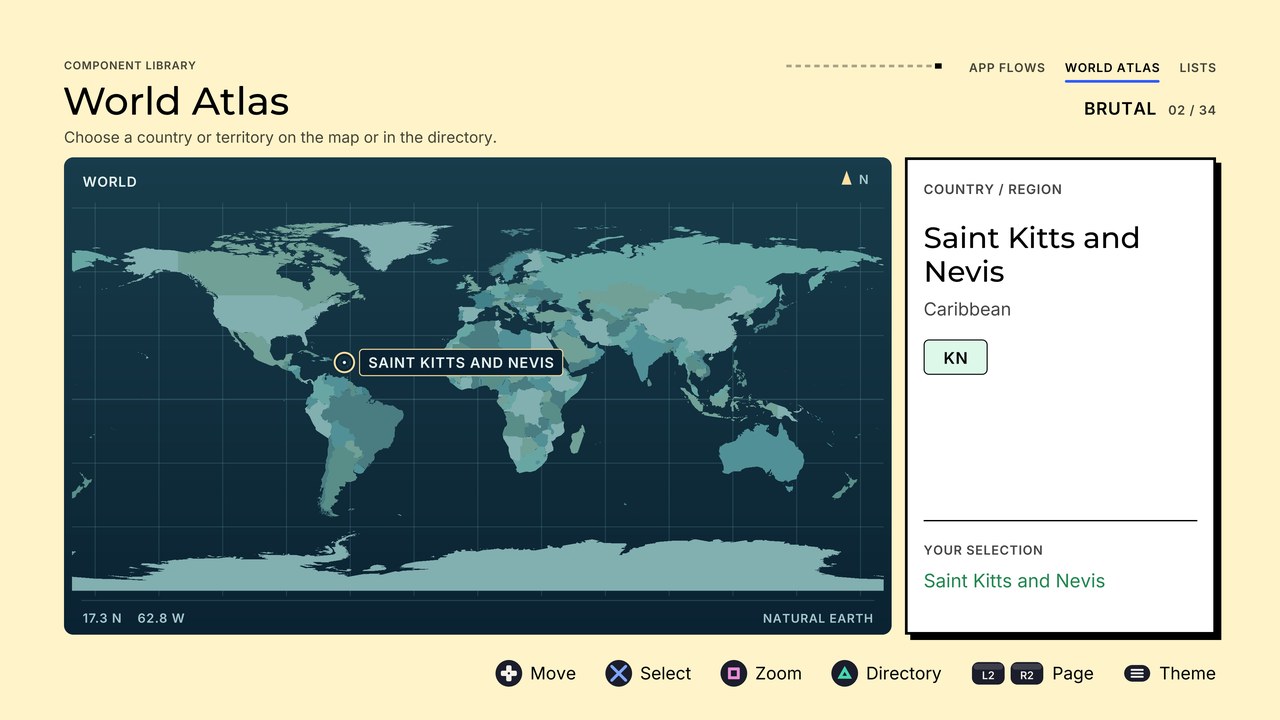 COMPONENT LIBRARY
World Atlas
Choose a country or territory on the map or in the directory.
APP FLOWS
WORLD ATLAS
LISTS
BRUTAL
02 / 34
WORLD
N
SAINT KITTS AND NEVIS
17.3 N 62.8 W
NATURAL EARTH
COUNTRY / REGION
Saint Kitts and
Nevis
Caribbean
KN
YOUR SELECTION
Saint Kitts and Nevis
Move
Select
Zoom
Directory
L2 R2 Page
Theme